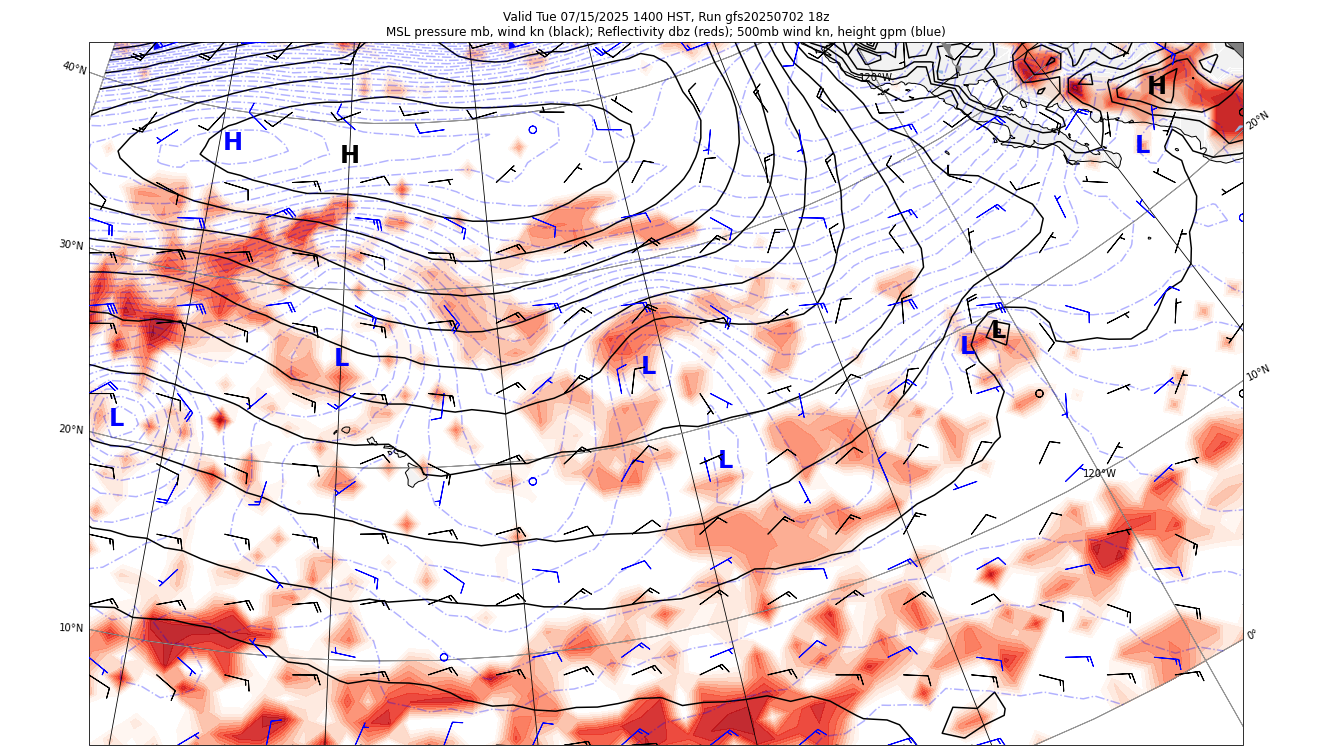 Valid Tue 07/15/2025 1400 HST, Run gfs20250702 18z
MSL pressure mb, wind kn (black); Reflectivity dbz (reds); 500mb wind kn, height gpm (blue)
40°N
120°W
H
20°N
H
H
L
30°N
L
L
L
L
10°N
L
20°N
L
120°W
10°N
0°